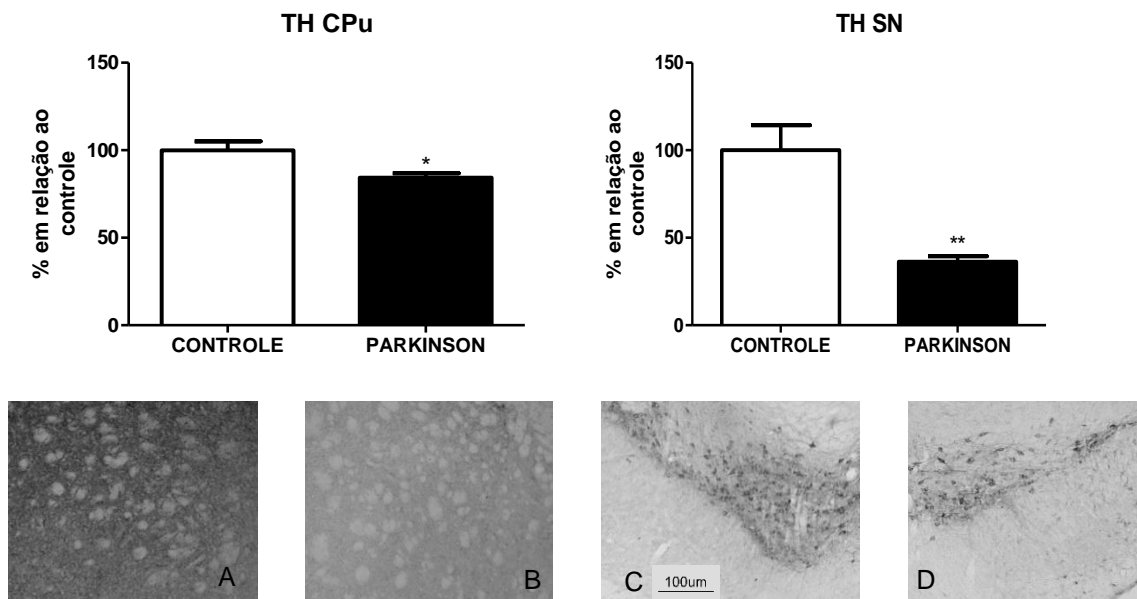 TH CPu
150
100
50
0
% em relação ao
controle
*
CONTROLE
PARKINSON
TH SN
150
100
50
0
% em relação ao
controle
**
CONTROLE
PARKINSON
A
B
C
100um
D